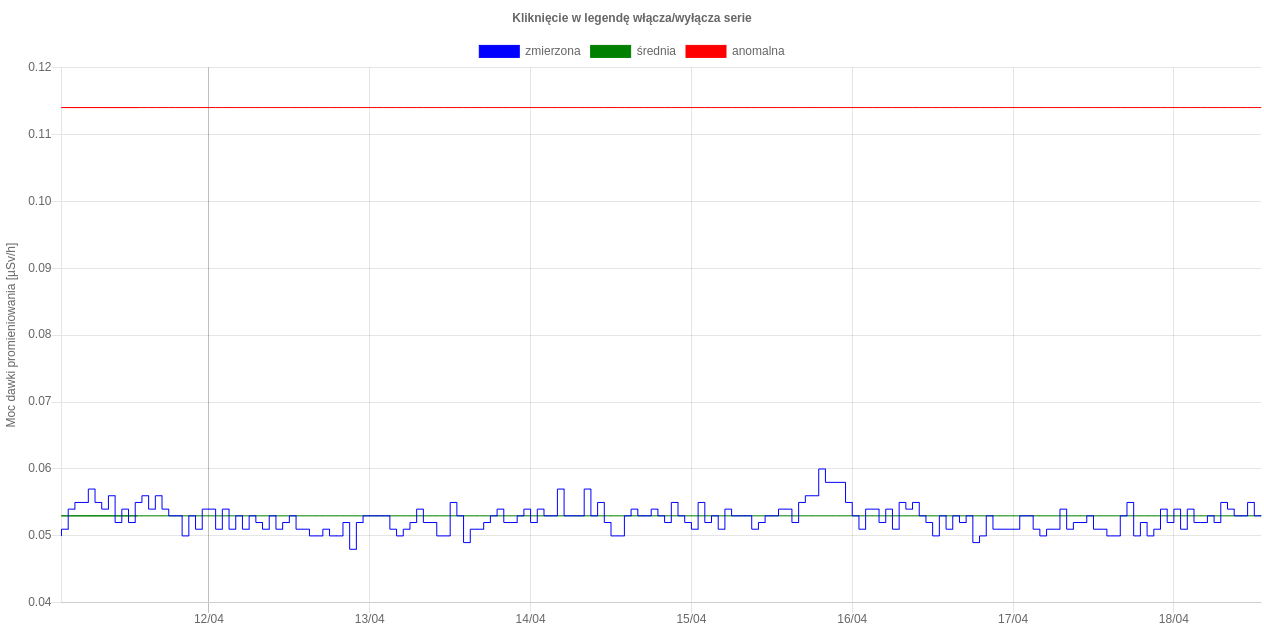 Kliknięcie w legendę włącza/wyłącza serie
zmierzona średnia anomalna
Moc dawki promieniowania [µSv/h]
0.12
0.11
0.10
0.09
0.08
0.07
0.06
0.05
0.04
12/04 13/04 14/04 15/04 16/04 17/04 18/04